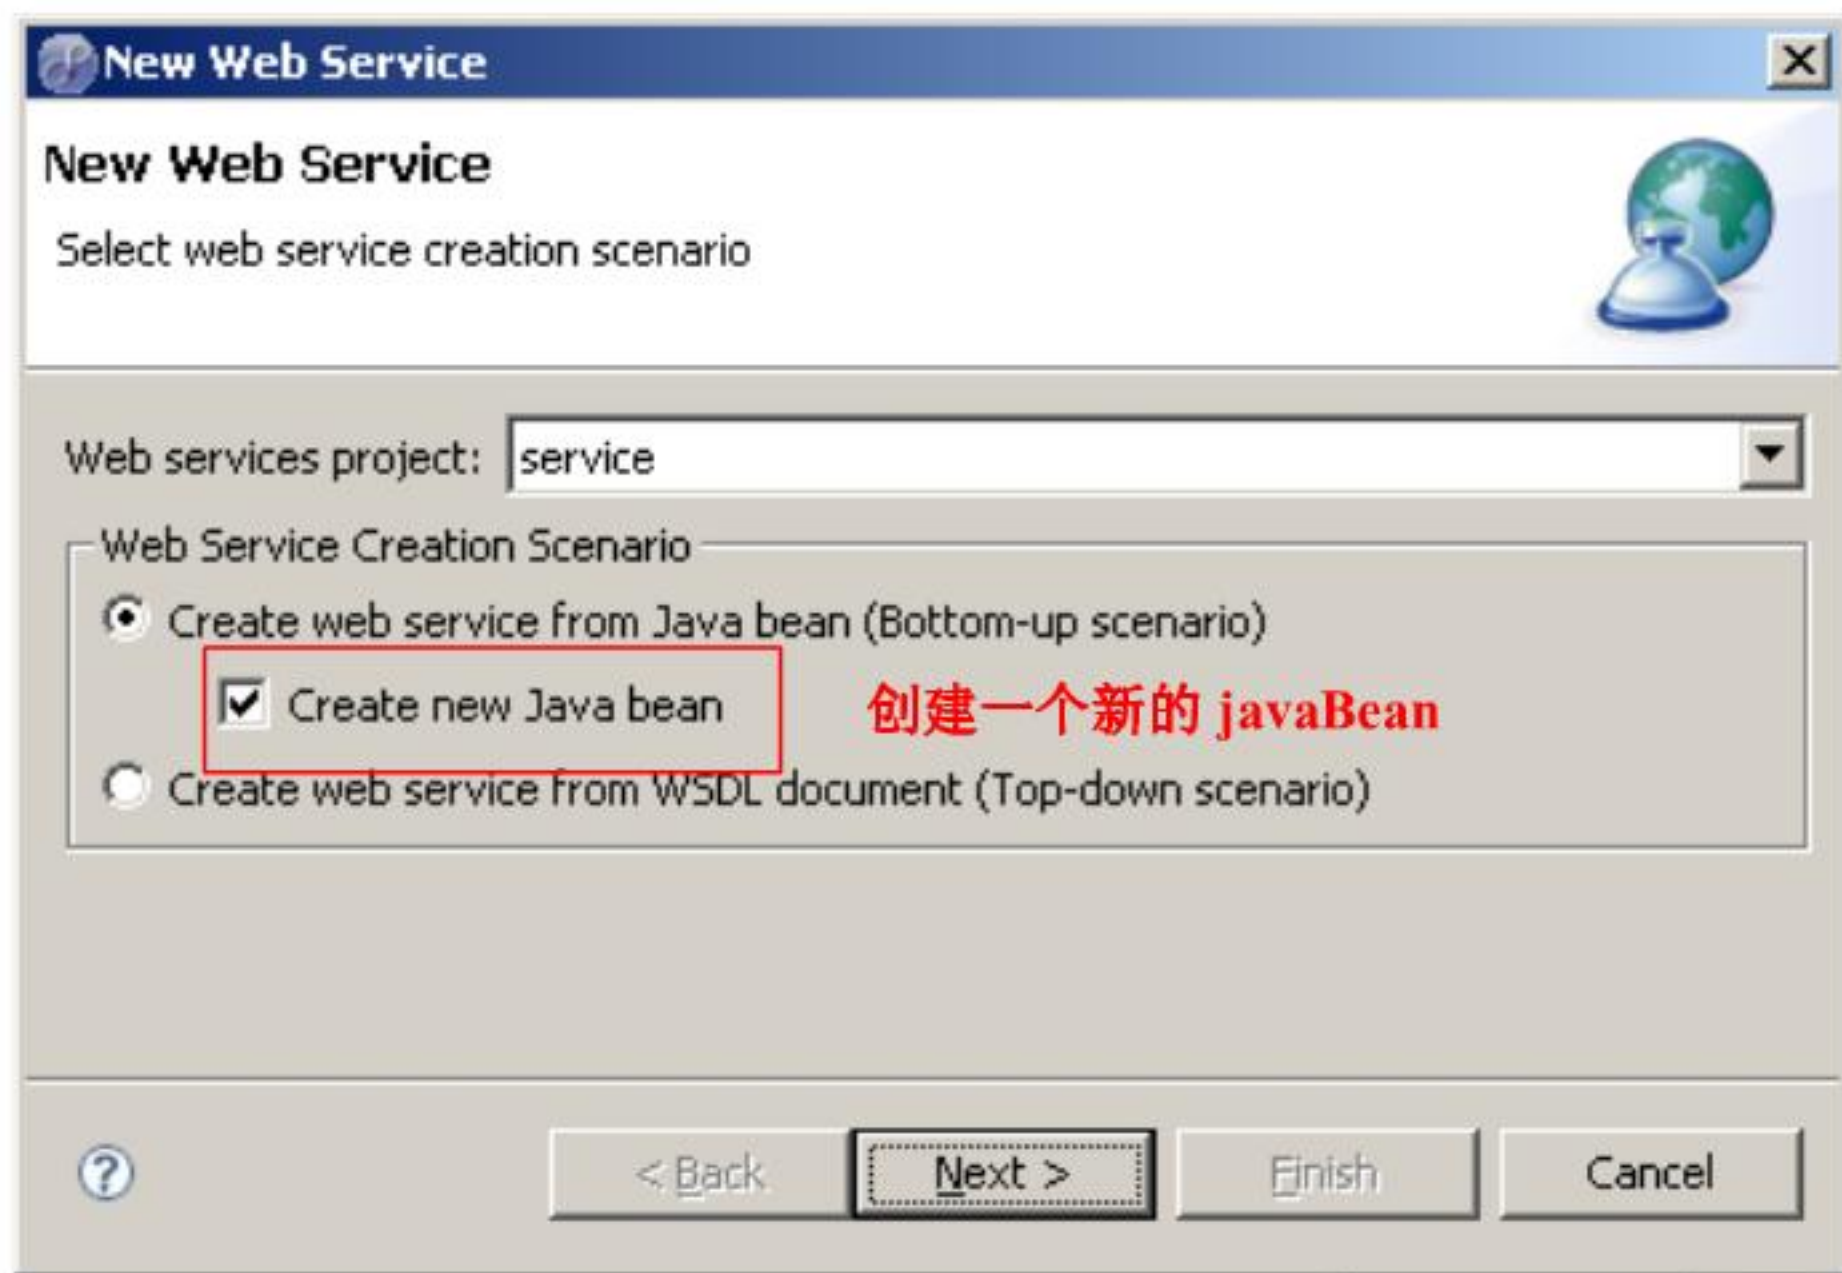 New Web Service
New Web Service
Select web service creation scenario
Web services project: service
Web Service Creation Scenario
Create web service from Java bean (Bottom-up scenario)
Create new Java bean 创建一个新的 javaBean
Create web service from WSDL document (Top-down scenario)
? < Back Next > Finish Cancel